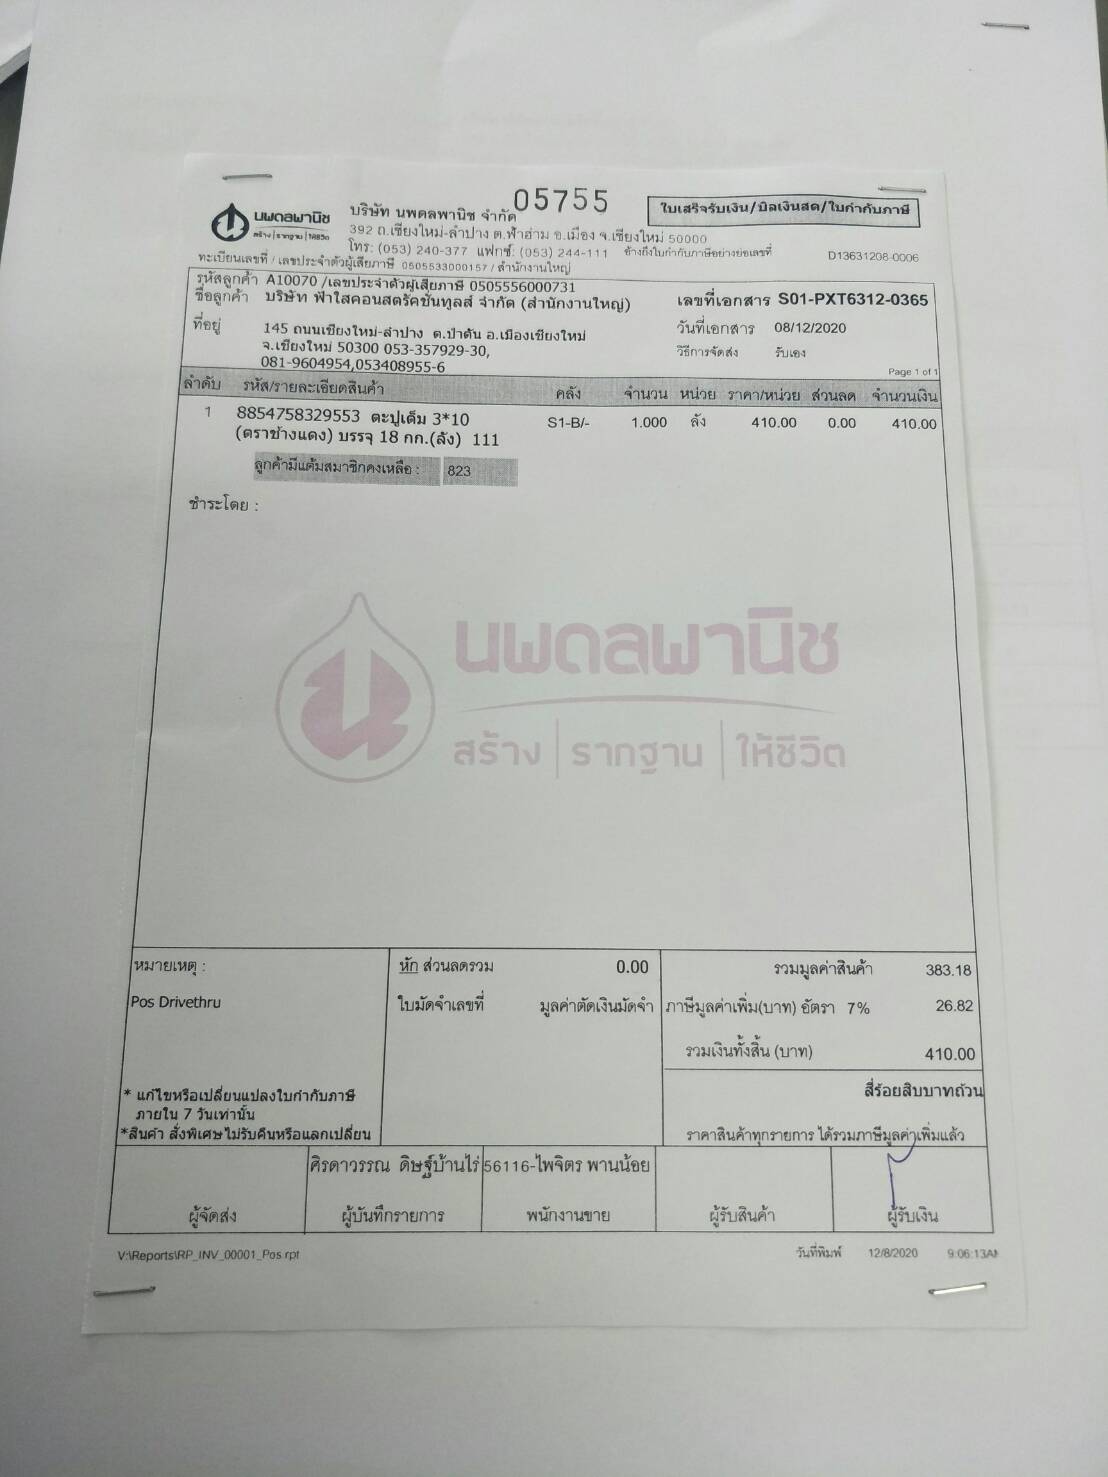 นพดลพานิช
สร้าง | รากฐาน | ให้ชีวิต
บริษัท นพดลพานิช จำกัด
05755
ใบเสร็จรับเงิน/บิลเงินสด/ใบกำกับภาษี
392 ถ.เชียงใหม่-ลำปาง ต.ฟ้าฮ่าม อ.เมือง จ.เชียงใหม่ 50000
โทร: (053) 240-377 แฟกซ์: (053) 244-111 อ้างถึงใบกำกับภาษีอย่างย่อเลขที่ D13631208-0006
ทะเบียนเลขที่ / เลขประจำตัวผู้เสียภาษี 0505533000157 / สำนักงานใหญ่
รหัสลูกค้า A10070 /เลขประจำตัวผู้เสียภาษี 0505556000731
ชื่อลูกค้า บริษัท ฟ้าใสคอนสตรัคชั่นทูลส์ จำกัด (สำนักงานใหญ่)
เลขที่เอกสาร S01-PXT6312-0365
ที่อยู่ 145 ถนนเชียงใหม่-ลำปาง ต.ป่าตัน อ.เมืองเชียงใหม่
จ.เชียงใหม่ 50300 053-357929-30,
081-9604954,053408955-6
วันที่เอกสาร 08/12/2020
วิธีการจัดส่ง รับเอง
Page 1 of 1
ลำดับ รหัส/รายละเอียดสินค้า คลัง จำนวน หน่วย ราคา/หน่วย ส่วนลด จำนวนเงิน
1 8854758329553 ตะปูเต็ม 3*10 S1-B/- 1.000 ลัง 410.00 0.00 410.00
(ตราช้างแดง) บรรจุ 18 กก.(ลัง) 111
ลูกค้ามีแต้มสมาชิกคงเหลือ : 823
ชำระโดย :
นพดลพานิช
สร้าง | รากฐาน | ให้ชีวิต
หมายเหตุ :
Pos Drivethru
* แก้ไขหรือเปลี่ยนแปลงใบกำกับภาษี
ภายใน 7 วันเท่านั้น
*สินค้า สั่งพิเศษไม่รับคืนหรือแลกเปลี่ยน
หัก ส่วนลดรวม 0.00
ใบมัดจำเลขที่ มูลค่าตัดเงินมัดจำ
รวมมูลค่าสินค้า 383.18
ภาษีมูลค่าเพิ่ม(บาท) อัตรา 7% 26.82
รวมเงินทั้งสิ้น (บาท) 410.00
สี่ร้อยสิบบาทถ้วน
ราคาสินค้าทุกรายการ ได้รวมภาษีมูลค่าเพิ่มแล้ว
ศิรดาวรรณ ดิษฐ์บ้านไร่ 56116-ไพจิตร พานน้อย
ผู้จัดส่ง ผู้บันทึกรายการ พนักงานขาย ผู้รับสินค้า ผู้รับเงิน
V:\Reports\RP_INV_00001_Pos.rpt
วันที่พิมพ์ 12/8/2020 9:06:13AM